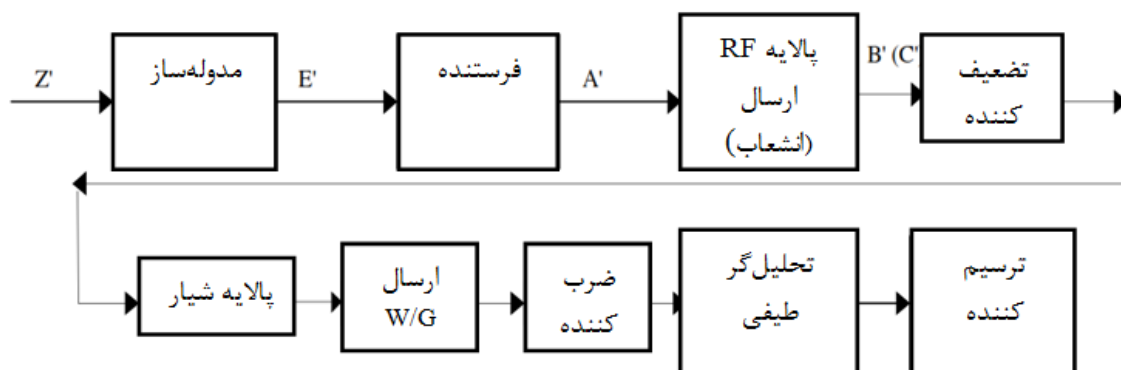 Z'
مدوله‌ساز
E'
فرستنده
A'
پالایه RF
ارسال
(انشعاب)
B' (C'
تضعیف
کننده
پالایه شیار
ارسال
W/G
ضرب
کننده
تحلیل‌گر
طیفی
ترسیم
کننده